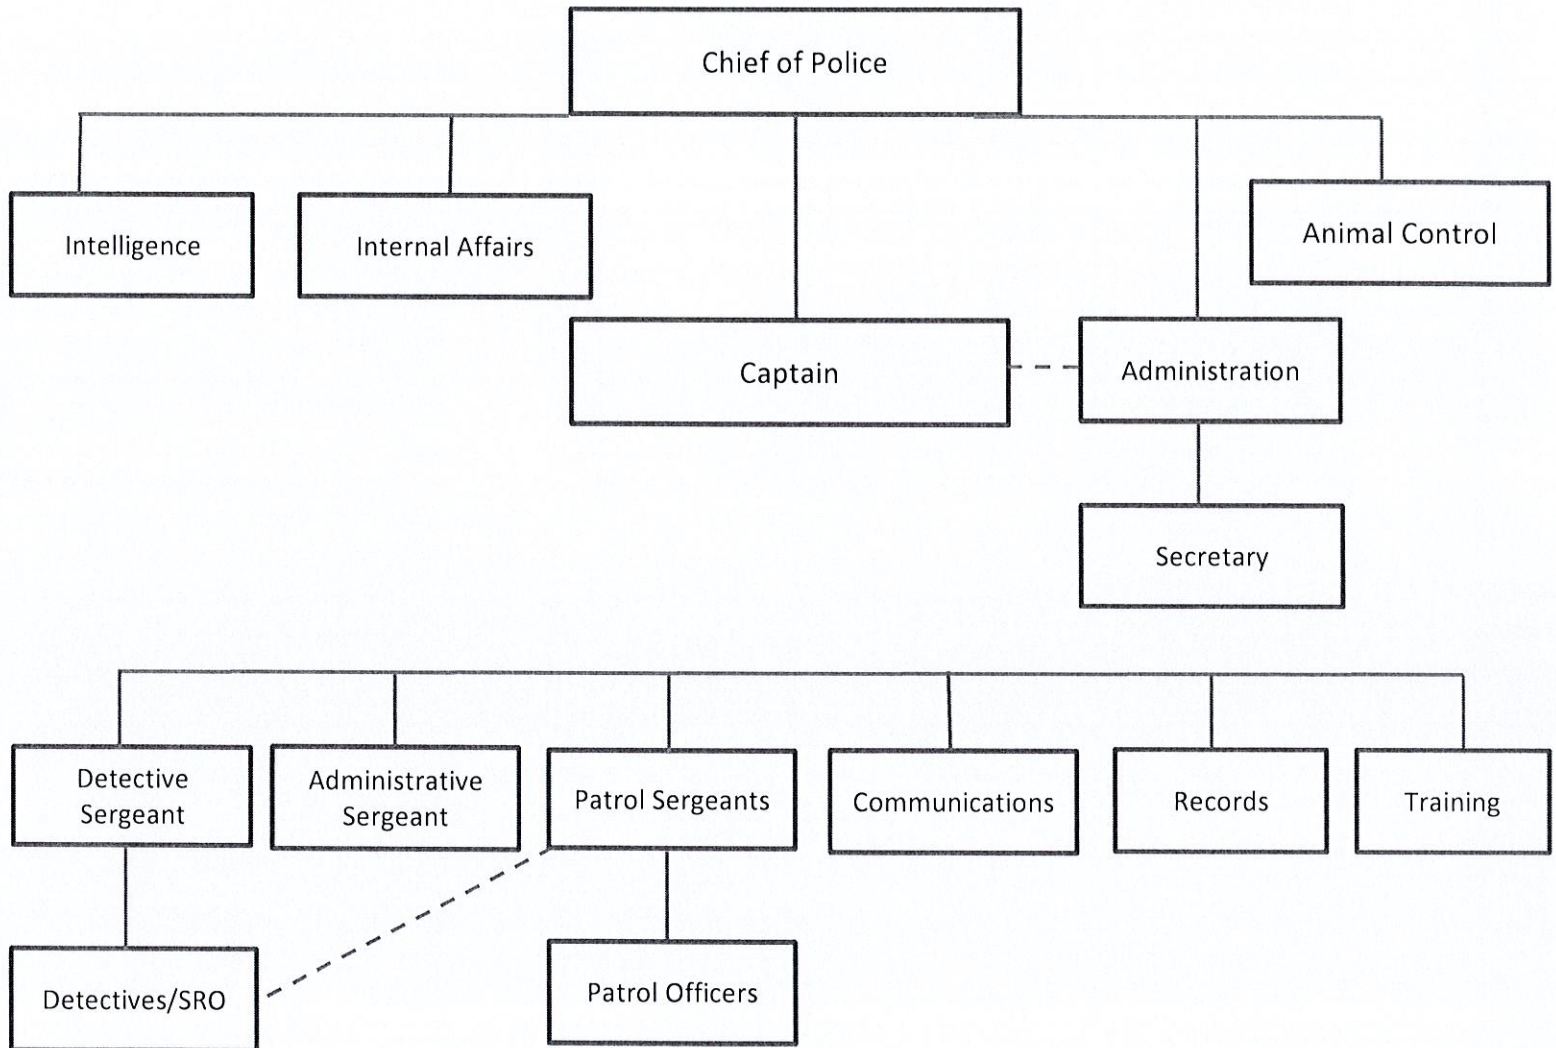 Chief of Police
Intelligence
Internal Affairs
Animal Control
Captain
Administration
Secretary
Detective
Sergeant
Administrative
Sergeant
Patrol Sergeants
Communications
Records
Training
Detectives/SRO
Patrol Officers